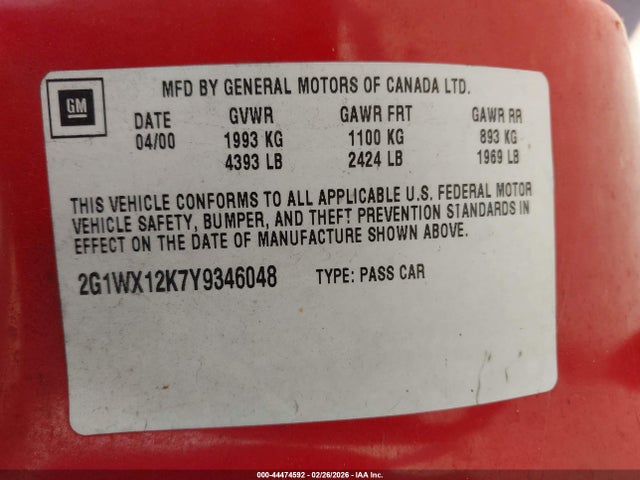 GM
MFD BY GENERAL MOTORS OF CANADA LTD.
DATE GVWR GAWR FRT GAWR RR
04/00 1993 KG 1100 KG 893 KG
4393 LB 2424 LB 1969 LB
THIS VEHICLE CONFORMS TO ALL APPLICABLE U.S. FEDERAL MOTOR
VEHICLE SAFETY, BUMPER, AND THEFT PREVENTION STANDARDS IN
EFFECT ON THE DATE OF MANUFACTURE SHOWN ABOVE.
2G1WX12K7Y9346048 TYPE: PASS CAR
000-44474592 - 02/26/2026 - IAA Inc.